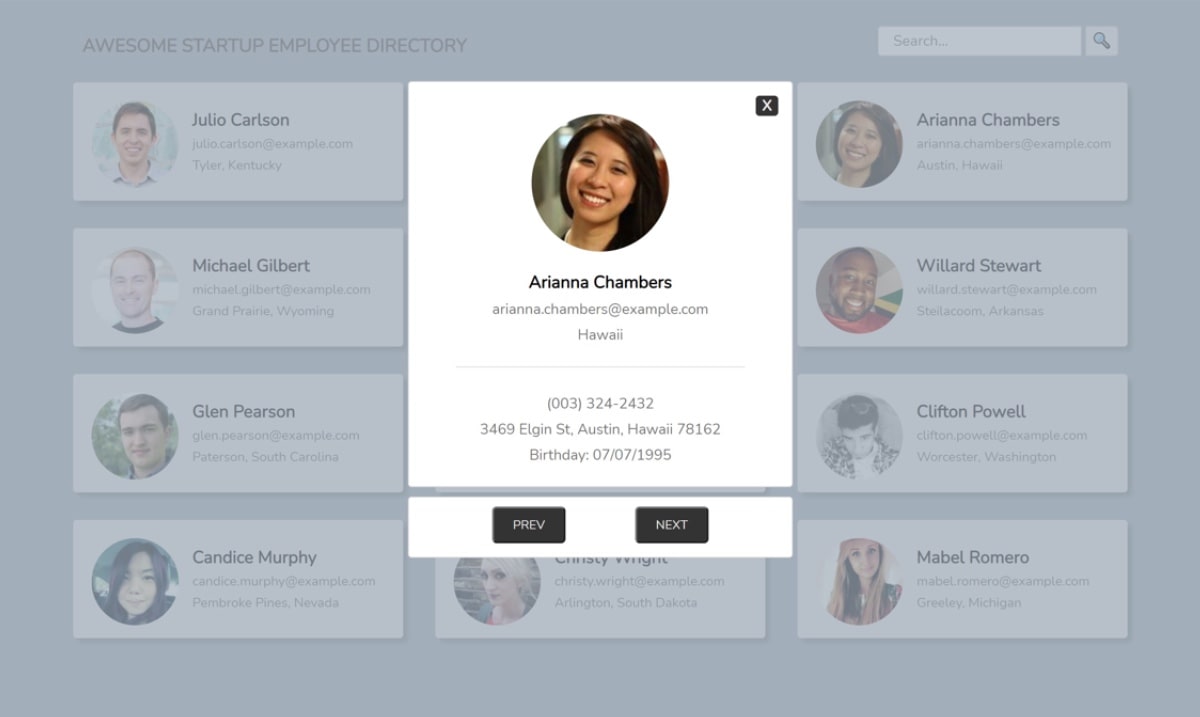 AWESOME STARTUP EMPLOYEE DIRECTORY
Search...
Julio Carlson
julio.carlson@example.com
Tyler, Kentucky
X
Arianna Chambers
arianna.chambers@example.com
Hawaii
(003) 324-2432
3469 Elgin St, Austin, Hawaii 78162
Birthday: 07/07/1995
PREV
NEXT
Arianna Chambers
arianna.chambers@example.com
Austin, Hawaii
Michael Gilbert
michael.gilbert@example.com
Grand Prairie, Wyoming
Willard Stewart
willard.stewart@example.com
Steilacoom, Arkansas
Glen Pearson
glen.pearson@example.com
Paterson, South Carolina
Clifton Powell
clifton.powell@example.com
Worcester, Washington
Candice Murphy
candice.murphy@example.com
Pembroke Pines, Nevada
Christy Wright
christy.wright@example.com
Arlington, South Dakota
Mabel Romero
mabel.romero@example.com
Greeley, Michigan